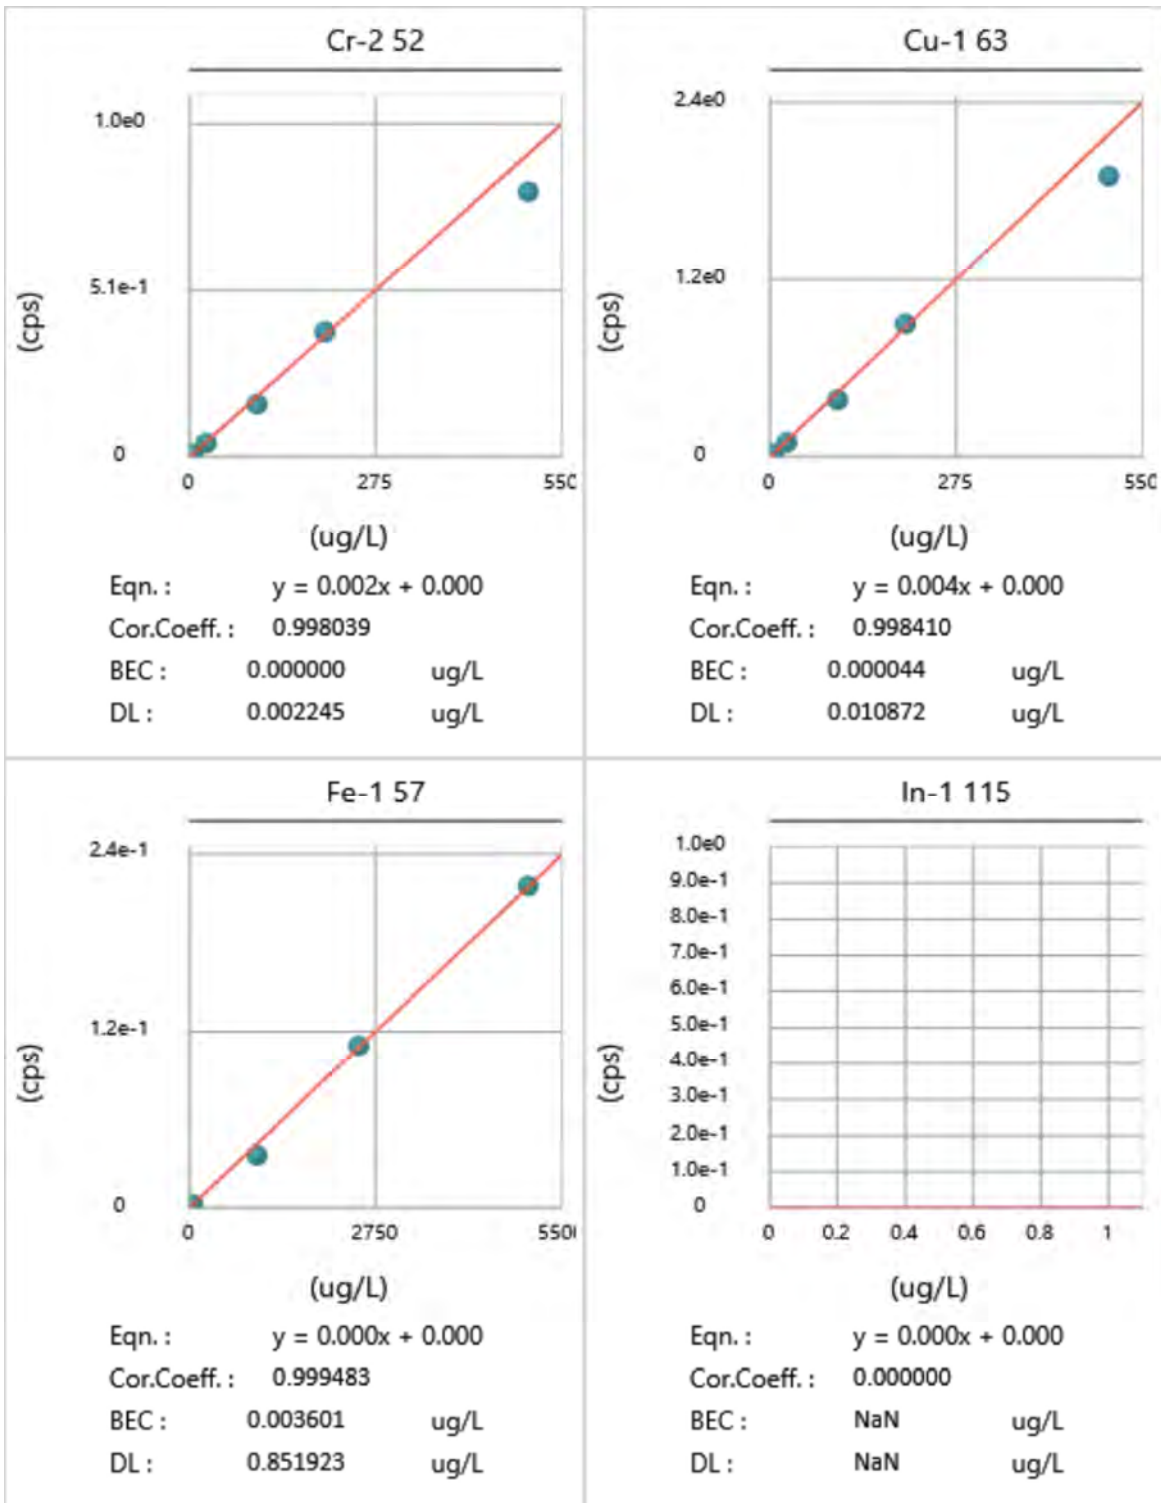 Cr-2 52
1.0e0
5.1e-1
0
(cps)
0 275 550
(ug/L)
Eqn. : y = 0.002x + 0.000
Cor.Coeff. : 0.998039
BEC : 0.000000 ug/L
DL : 0.002245 ug/L
Cu-1 63
2.4e0
1.2e0
0
(cps)
0 275 550
(ug/L)
Eqn. : y = 0.004x + 0.000
Cor.Coeff. : 0.998410
BEC : 0.000044 ug/L
DL : 0.010872 ug/L
Fe-1 57
2.4e-1
1.2e-1
0
(cps)
0 2750 5500
(ug/L)
Eqn. : y = 0.000x + 0.000
Cor.Coeff. : 0.999483
BEC : 0.003601 ug/L
DL : 0.851923 ug/L
In-1 115
1.0e0
9.0e-1
8.0e-1
7.0e-1
6.0e-1
5.0e-1
4.0e-1
3.0e-1
2.0e-1
1.0e-1
0
(cps)
0 0.2 0.4 0.6 0.8 1
(ug/L)
Eqn. : y = 0.000x + 0.000
Cor.Coeff. : 0.000000
BEC : NaN ug/L
DL : NaN ug/L